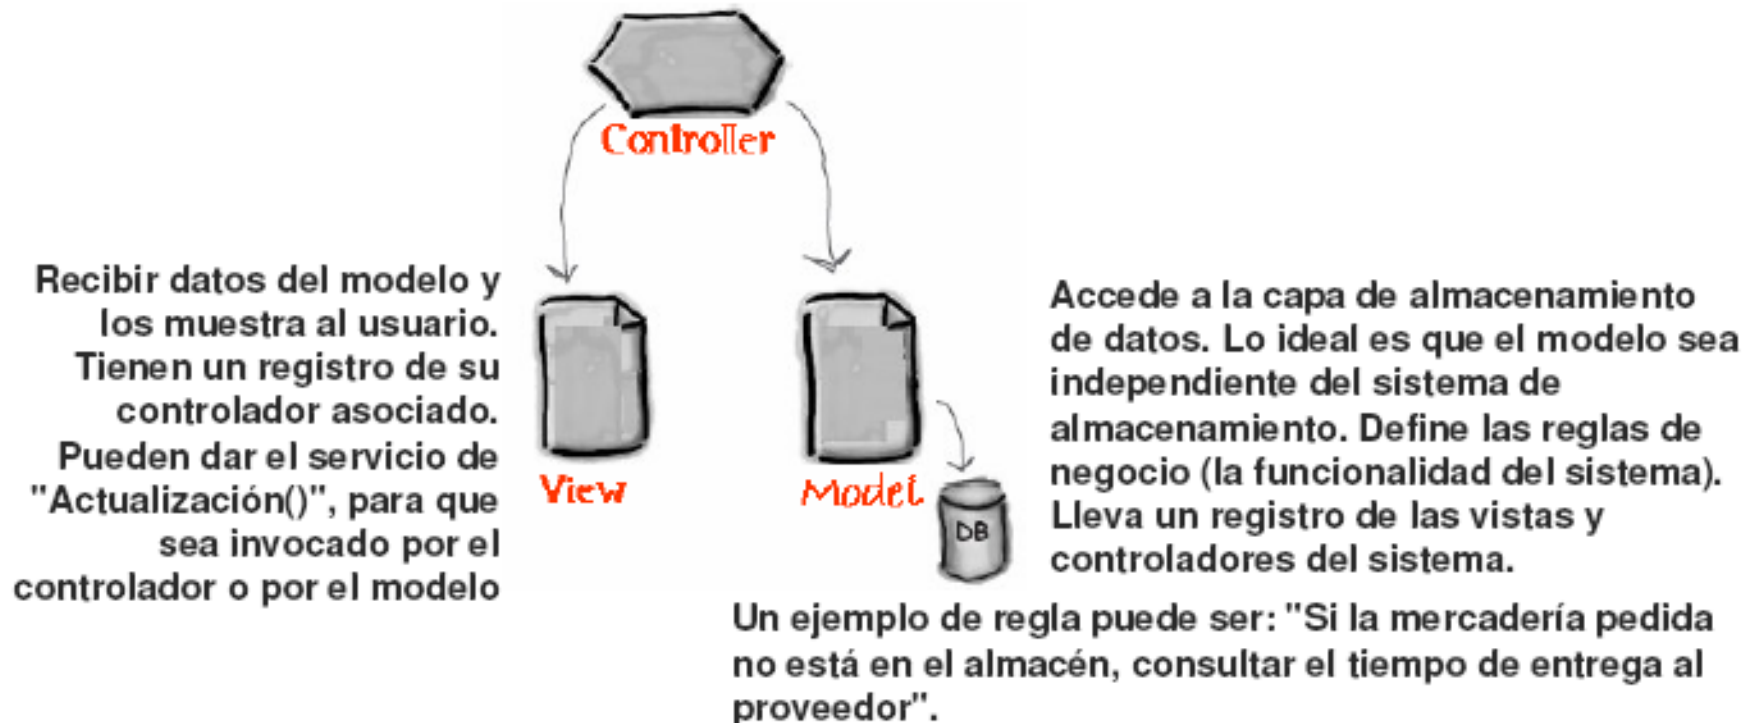 Controller
Recibir datos del modelo y
los muestra al usuario.
Tienen un registro de su
controlador asociado.
Pueden dar el servicio de
"Actualización()", para que
sea invocado por el
controlador o por el modelo
View
Model
DB
Accede a la capa de almacenamiento
de datos. Lo ideal es que el modelo sea
independiente del sistema de
almacenamiento. Define las reglas de
negocio (la funcionalidad del sistema).
Lleva un registro de las vistas y
controladores del sistema.
Un ejemplo de regla puede ser: "Si la mercadería pedida
no está en el almacén, consultar el tiempo de entrega al
proveedor".